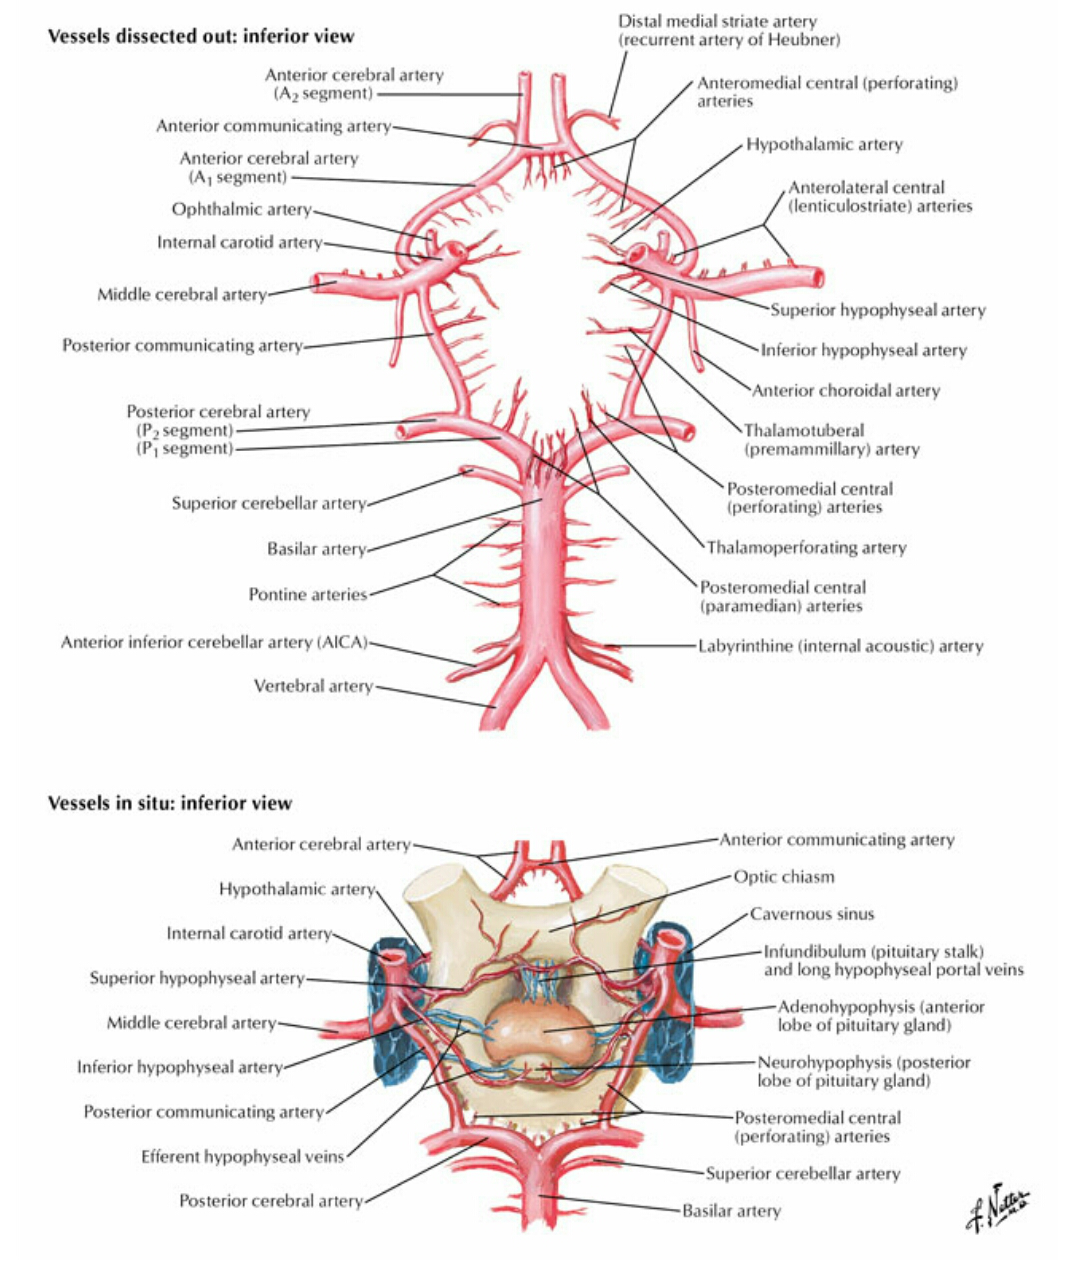 Vessels dissected out: inferior view
Distal medial striate artery
(recurrent artery of Heubner)
Anterior cerebral artery
(A2 segment)
Anteromedial central (perforating)
arteries
Anterior communicating artery
Hypothalamic artery
Anterior cerebral artery
(A1 segment)
Anterolateral central
(lenticulostriate) arteries
Ophthalmic artery
Internal carotid artery
Middle cerebral artery
Superior hypophyseal artery
Posterior communicating artery
Inferior hypophyseal artery
Anterior choroidal artery
Posterior cerebral artery
(P2 segment)
(P1 segment)
Thalamotuberal
(premammillary) artery
Superior cerebellar artery
Posteromedial central
(perforating) arteries
Basilar artery
Thalamoperforating artery
Pontine arteries
Posteromedial central
(paramedian) arteries
Anterior inferior cerebellar artery (AICA)
Labyrinthine (internal acoustic) artery
Vertebral artery
Vessels in situ: inferior view
Anterior cerebral artery
Anterior communicating artery
Hypothalamic artery
Optic chiasm
Internal carotid artery
Cavernous sinus
Superior hypophyseal artery
Infundibulum (pituitary stalk)
and long hypophyseal portal veins
Middle cerebral artery
Adenohypophysis (anterior
lobe of pituitary gland)
Inferior hypophyseal artery
Neurohypophysis (posterior
lobe of pituitary gland)
Posterior communicating artery
Posteromedial central
(perforating) arteries
Efferent hypophyseal veins
Superior cerebellar artery
Posterior cerebral artery
Basilar artery
F. Netter
M.D.